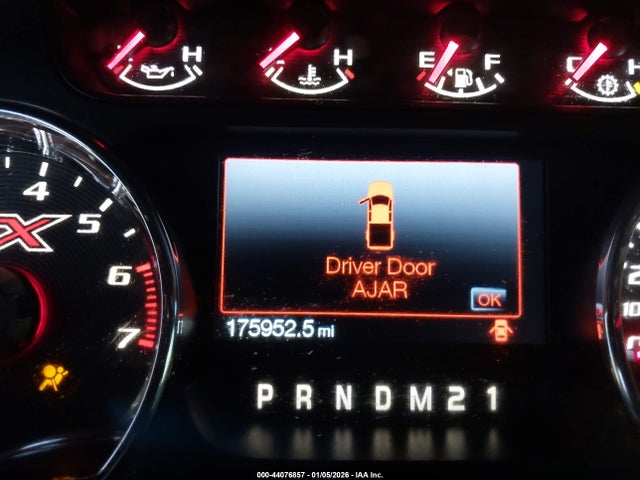 H H E F C H
4
X 5
6
7
Driver Door
AJAR
OK
175952.5 mi
P R N D M 2 1
000-44076857 - 01/05/2026 - IAA Inc.